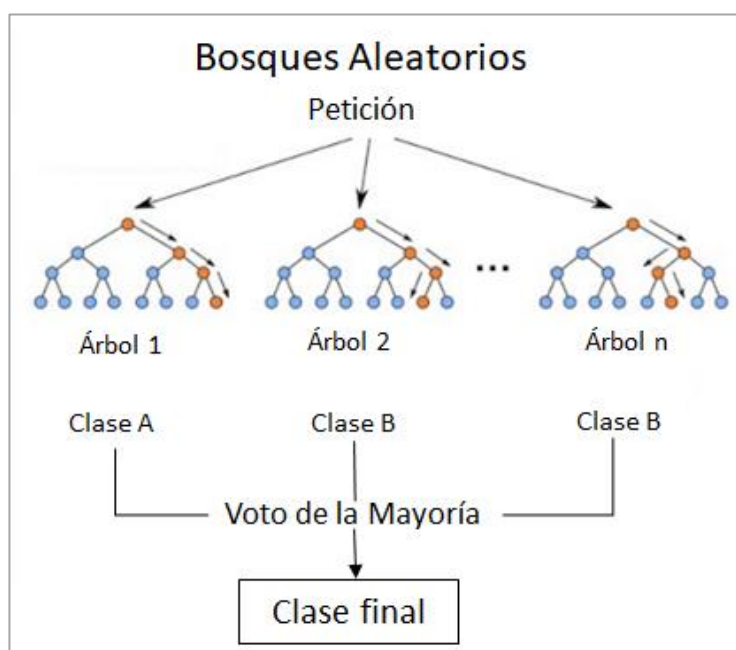 Bosques Aleatorios
Petición
...
Árbol 1
Árbol 2
Árbol n
Clase A
Clase B
Clase B
Voto de la Mayoría
Clase final